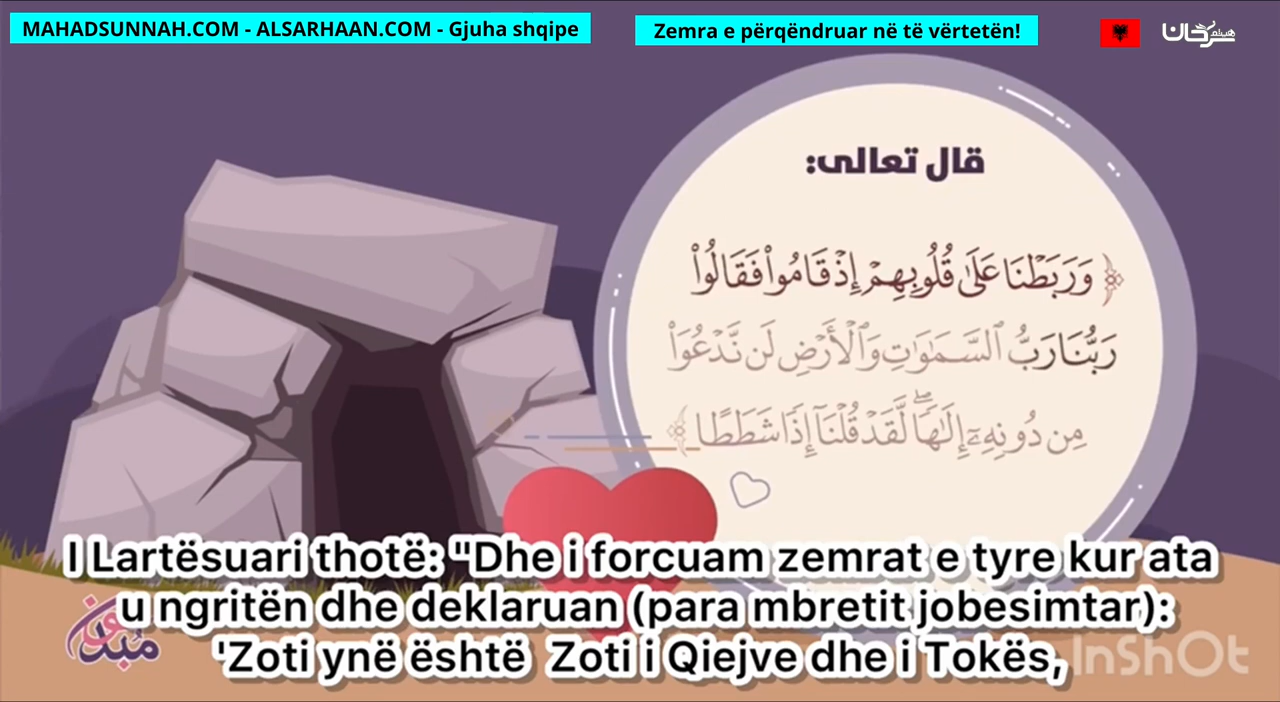 MAHADSUNNAH.COM - ALSARHAAN.COM - Gjuha shqipe
Zemra e përqëndruar në të vërtetën!
هيثم سرحان
قال تعالى:
﴿ وَرَبَطْنَا عَلَىٰ قُلُوبِهِمْ إِذْ قَامُوا۟ فَقَالُوا۟
رَبُّنَا رَبُّ ٱلسَّمَـٰوَٰتِ وَٱلْأَرْضِ لَن نَّدْعُوَا۟
مِن دُونِهِۦٓ إِلَـٰهًا ۖ لَّقَدْ قُلْنَآ إِذًا شَطَطًا ﴾
I Lartësuari thotë: "Dhe i forcuam zemrat e tyre kur ata
u ngritën dhe deklaruan (para mbretit jobesimtar):
'Zoti ynë është Zoti i Qiejve dhe i Tokës,
InShOt